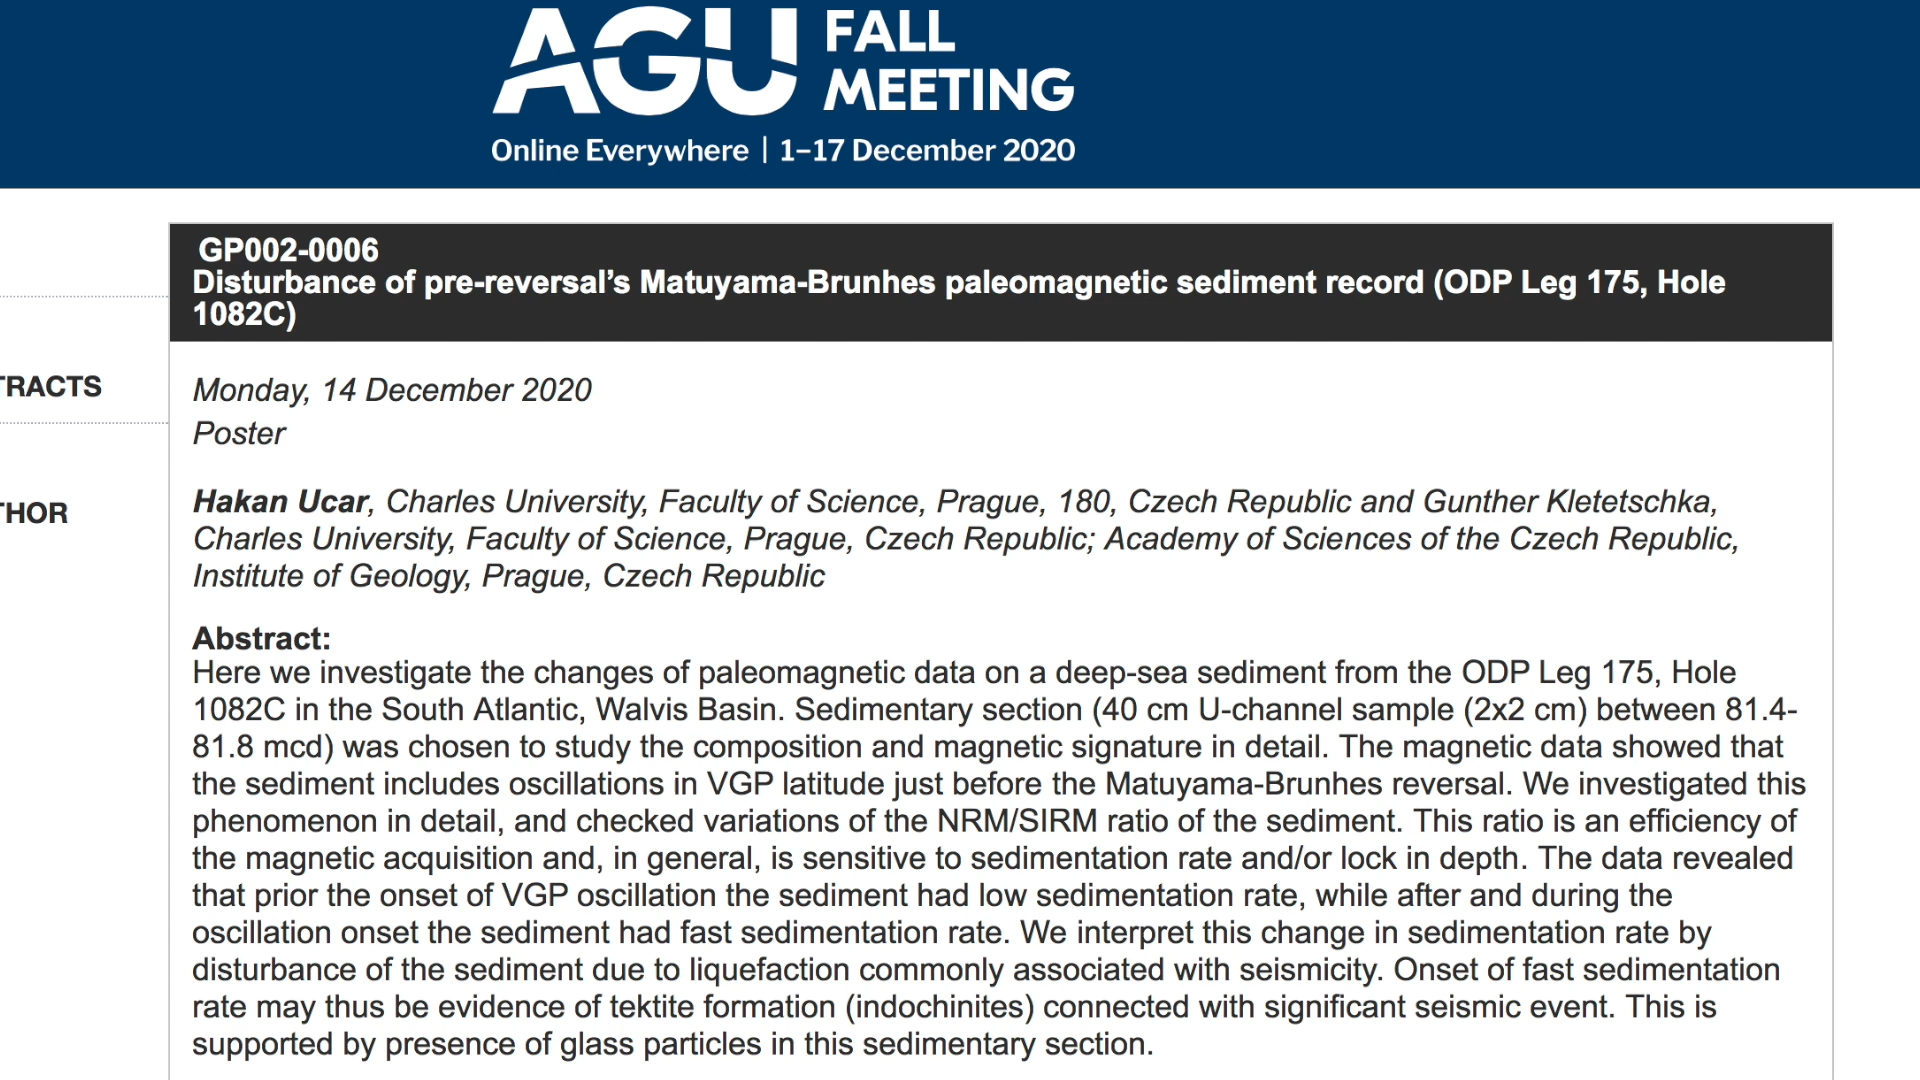 AGU FALL
MEETING
Online Everywhere | 1–17 December 2020
GP002-0006
Disturbance of pre-reversal’s Matuyama-Brunhes paleomagnetic sediment record (ODP Leg 175, Hole
1082C)
TRACTS
Monday, 14 December 2020
Poster
THOR
Hakan Ucar, Charles University, Faculty of Science, Prague, 180, Czech Republic and Gunther Kletetschka,
Charles University, Faculty of Science, Prague, Czech Republic; Academy of Sciences of the Czech Republic,
Institute of Geology, Prague, Czech Republic
Abstract:
Here we investigate the changes of paleomagnetic data on a deep-sea sediment from the ODP Leg 175, Hole
1082C in the South Atlantic, Walvis Basin. Sedimentary section (40 cm U-channel sample (2x2 cm) between 81.4-
81.8 mcd) was chosen to study the composition and magnetic signature in detail. The magnetic data showed that
the sediment includes oscillations in VGP latitude just before the Matuyama-Brunhes reversal. We investigated this
phenomenon in detail, and checked variations of the NRM/SIRM ratio of the sediment. This ratio is an efficiency of
the magnetic acquisition and, in general, is sensitive to sedimentation rate and/or lock in depth. The data revealed
that prior the onset of VGP oscillation the sediment had low sedimentation rate, while after and during the
oscillation onset the sediment had fast sedimentation rate. We interpret this change in sedimentation rate by
disturbance of the sediment due to liquefaction commonly associated with seismicity. Onset of fast sedimentation
rate may thus be evidence of tektite formation (indochinites) connected with significant seismic event. This is
supported by presence of glass particles in this sedimentary section.